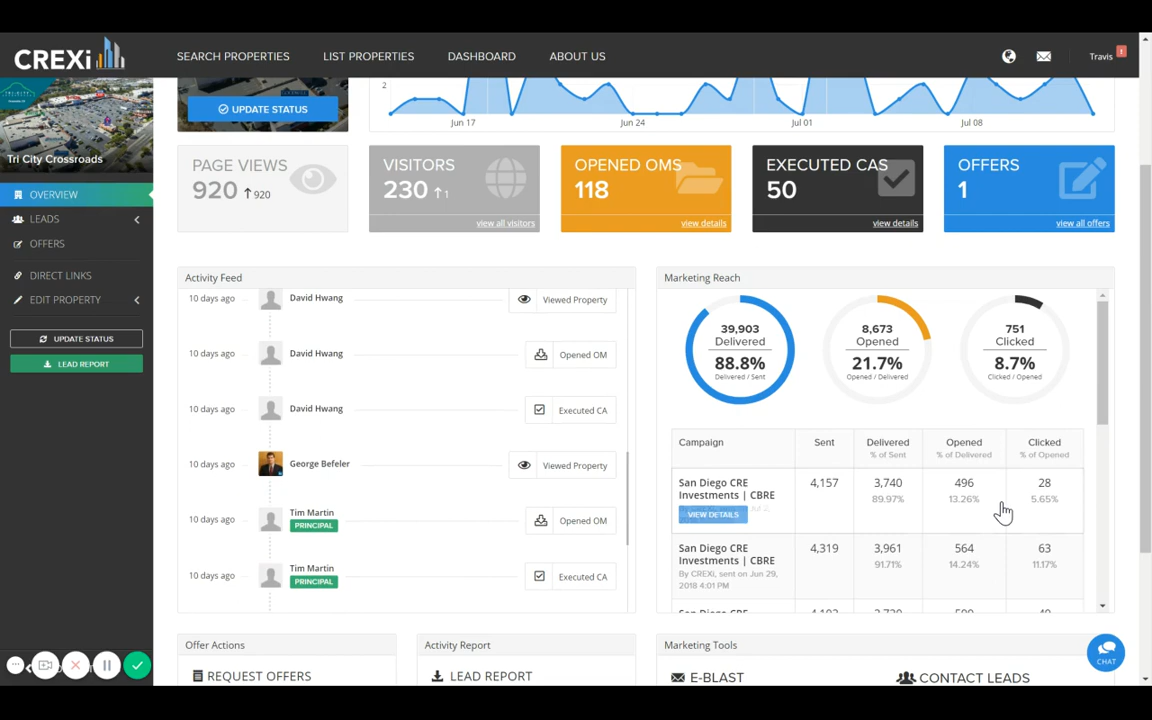 CREXi
SEARCH PROPERTIES
LIST PROPERTIES
DASHBOARD
ABOUT US
Travis
Tri City Crossroads
OVERVIEW
LEADS
OFFERS
DIRECT LINKS
EDIT PROPERTY
UPDATE STATUS
LEAD REPORT
UPDATE STATUS
2
Jun 17
Jun 24
Jul 01
Jul 08
PAGE VIEWS
920 920
VISITORS
230 1
view all visitors
OPENED OMS
118
view details
EXECUTED CAS
50
view details
OFFERS
1
view all offers
Activity Feed
10 days ago David Hwang Viewed Property
10 days ago David Hwang Opened OM
10 days ago David Hwang Executed CA
10 days ago George Befeler Viewed Property
10 days ago Tim Martin Opened OM
PRINCIPAL
10 days ago Tim Martin Executed CA
PRINCIPAL
Marketing Reach
39,903
Delivered
88.8%
Delivered / Sent
8,673
Opened
21.7%
Opened / Delivered
751
Clicked
8.7%
Clicked / Opened
Campaign Sent Delivered Opened Clicked
% of Sent % of Delivered % of Opened
San Diego CRE 4,157 3,740 496 28
Investments | CBRE 89.97% 13.26% 5.65%
VIEW DETAILS
San Diego CRE 4,319 3,961 564 63
Investments | CBRE 91.71% 14.24% 11.17%
By CREXi, sent on Jun 29,
2018 4:01 PM
San Diego CRE
Offer Actions
REQUEST OFFERS
Activity Report
LEAD REPORT
Marketing Tools
E-BLAST
CONTACT LEADS
CHAT